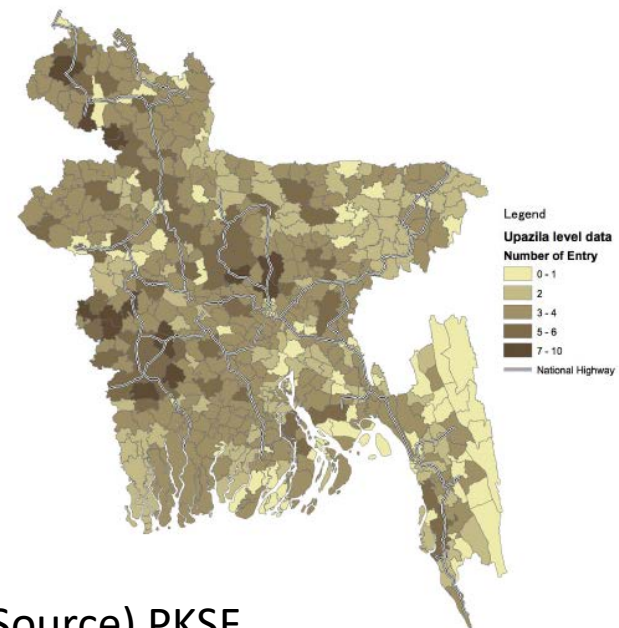 Legend
Upazila level data
Number of Entry
0 - 1
2
3 - 4
5 - 6
7 - 10
National Highway
Source) PKSF